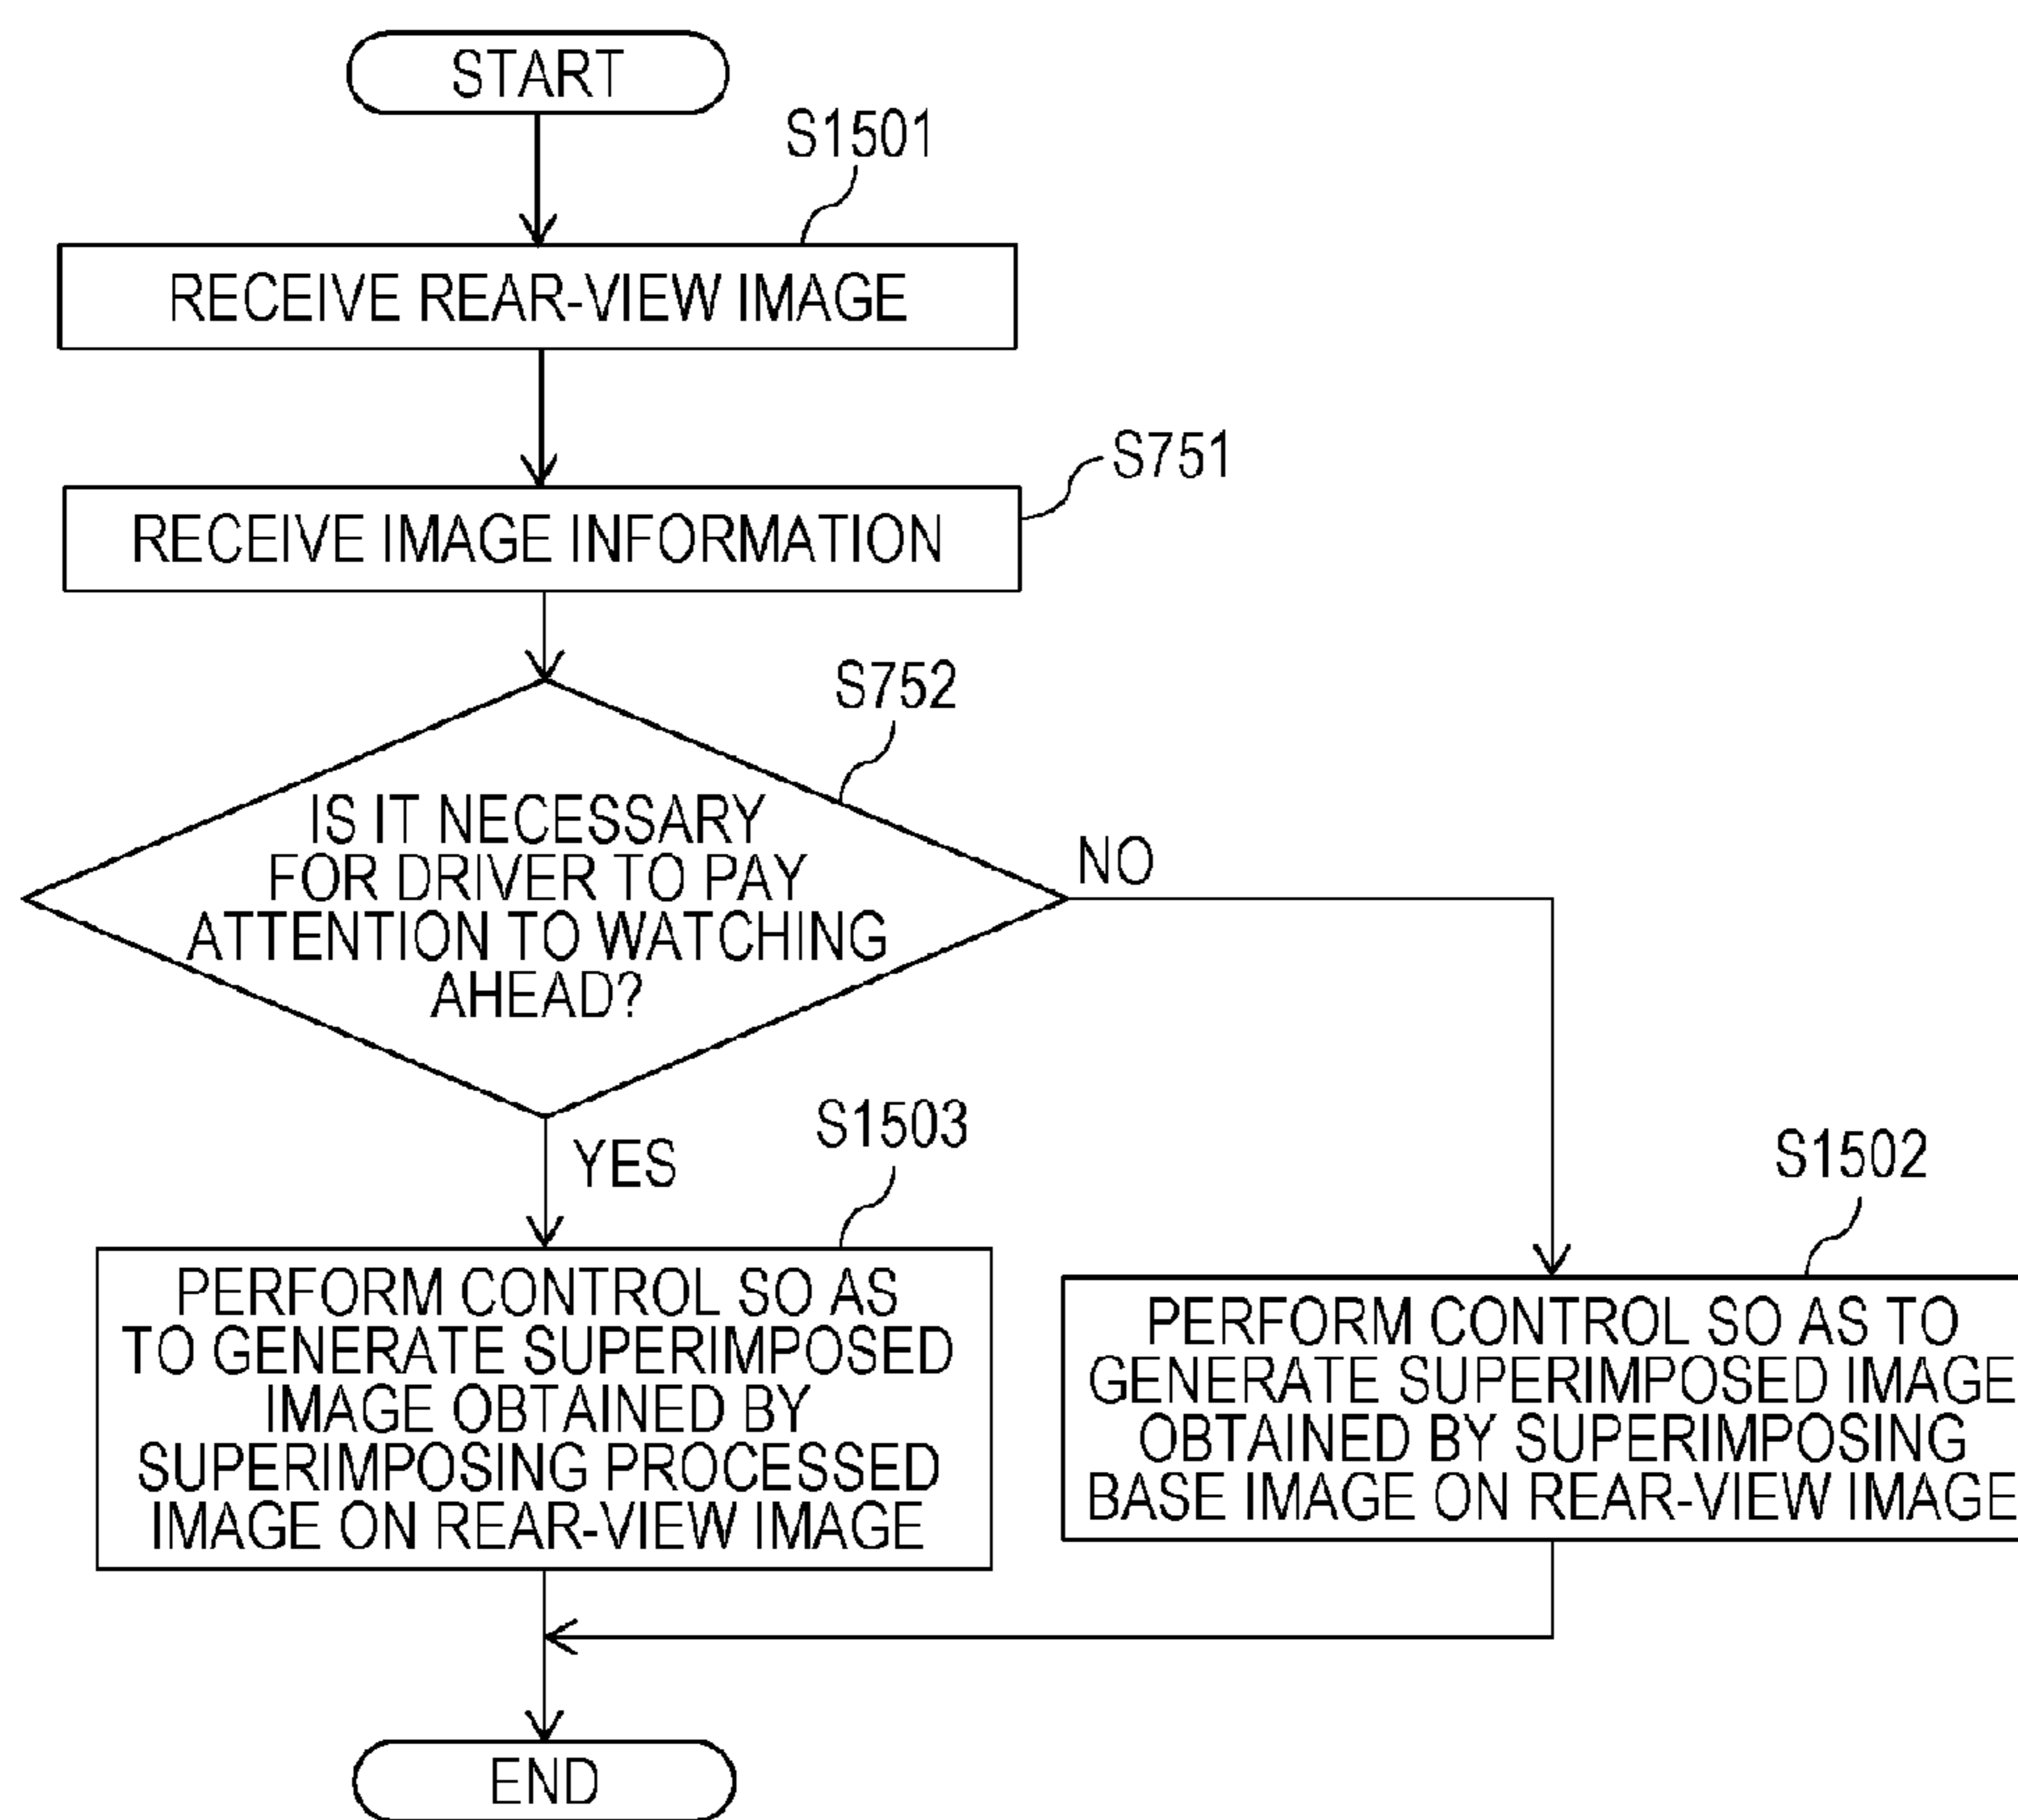 START
S1501
RECEIVE REAR-VIEW IMAGE
S751
RECEIVE IMAGE INFORMATION
S752
IS IT NECESSARY
FOR DRIVER TO PAY
ATTENTION TO WATCHING
AHEAD?
NO
YES
S1503
PERFORM CONTROL SO AS
TO GENERATE SUPERIMPOSED
IMAGE OBTAINED BY
SUPERIMPOSING PROCESSED
IMAGE ON REAR-VIEW IMAGE
S1502
PERFORM CONTROL SO AS TO
GENERATE SUPERIMPOSED IMAGE
OBTAINED BY SUPERIMPOSING
BASE IMAGE ON REAR-VIEW IMAGE
END